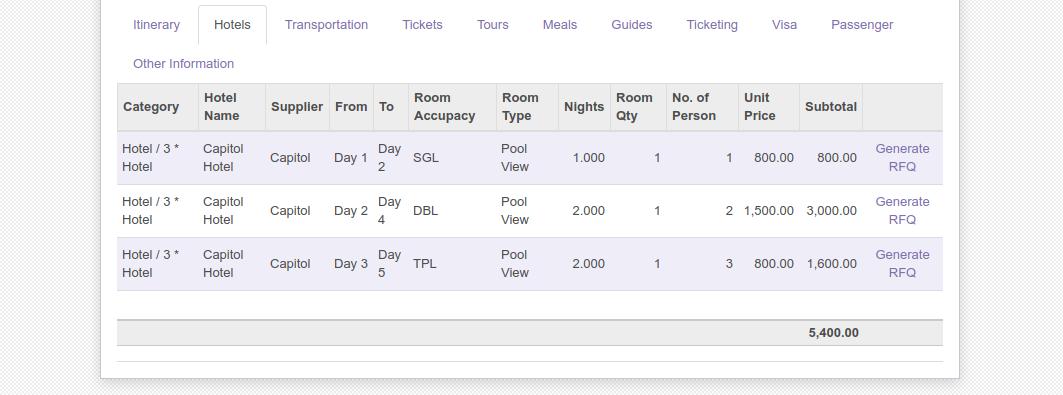 Itinerary Hotels Transportation Tickets Tours Meals Guides Ticketing Visa Passenger
Other Information
Category Hotel Name Supplier From To Room Accupacy Room Type Nights Room Qty No. of Person Unit Price Subtotal
Hotel / 3 * Hotel Capitol Hotel Capitol Day 1 Day 2 SGL Pool View 1.000 1 1 800.00 800.00 Generate RFQ
Hotel / 3 * Hotel Capitol Hotel Capitol Day 2 Day 4 DBL Pool View 2.000 1 2 1,500.00 3,000.00 Generate RFQ
Hotel / 3 * Hotel Capitol Hotel Capitol Day 3 Day 5 TPL Pool View 2.000 1 3 800.00 1,600.00 Generate RFQ
5,400.00